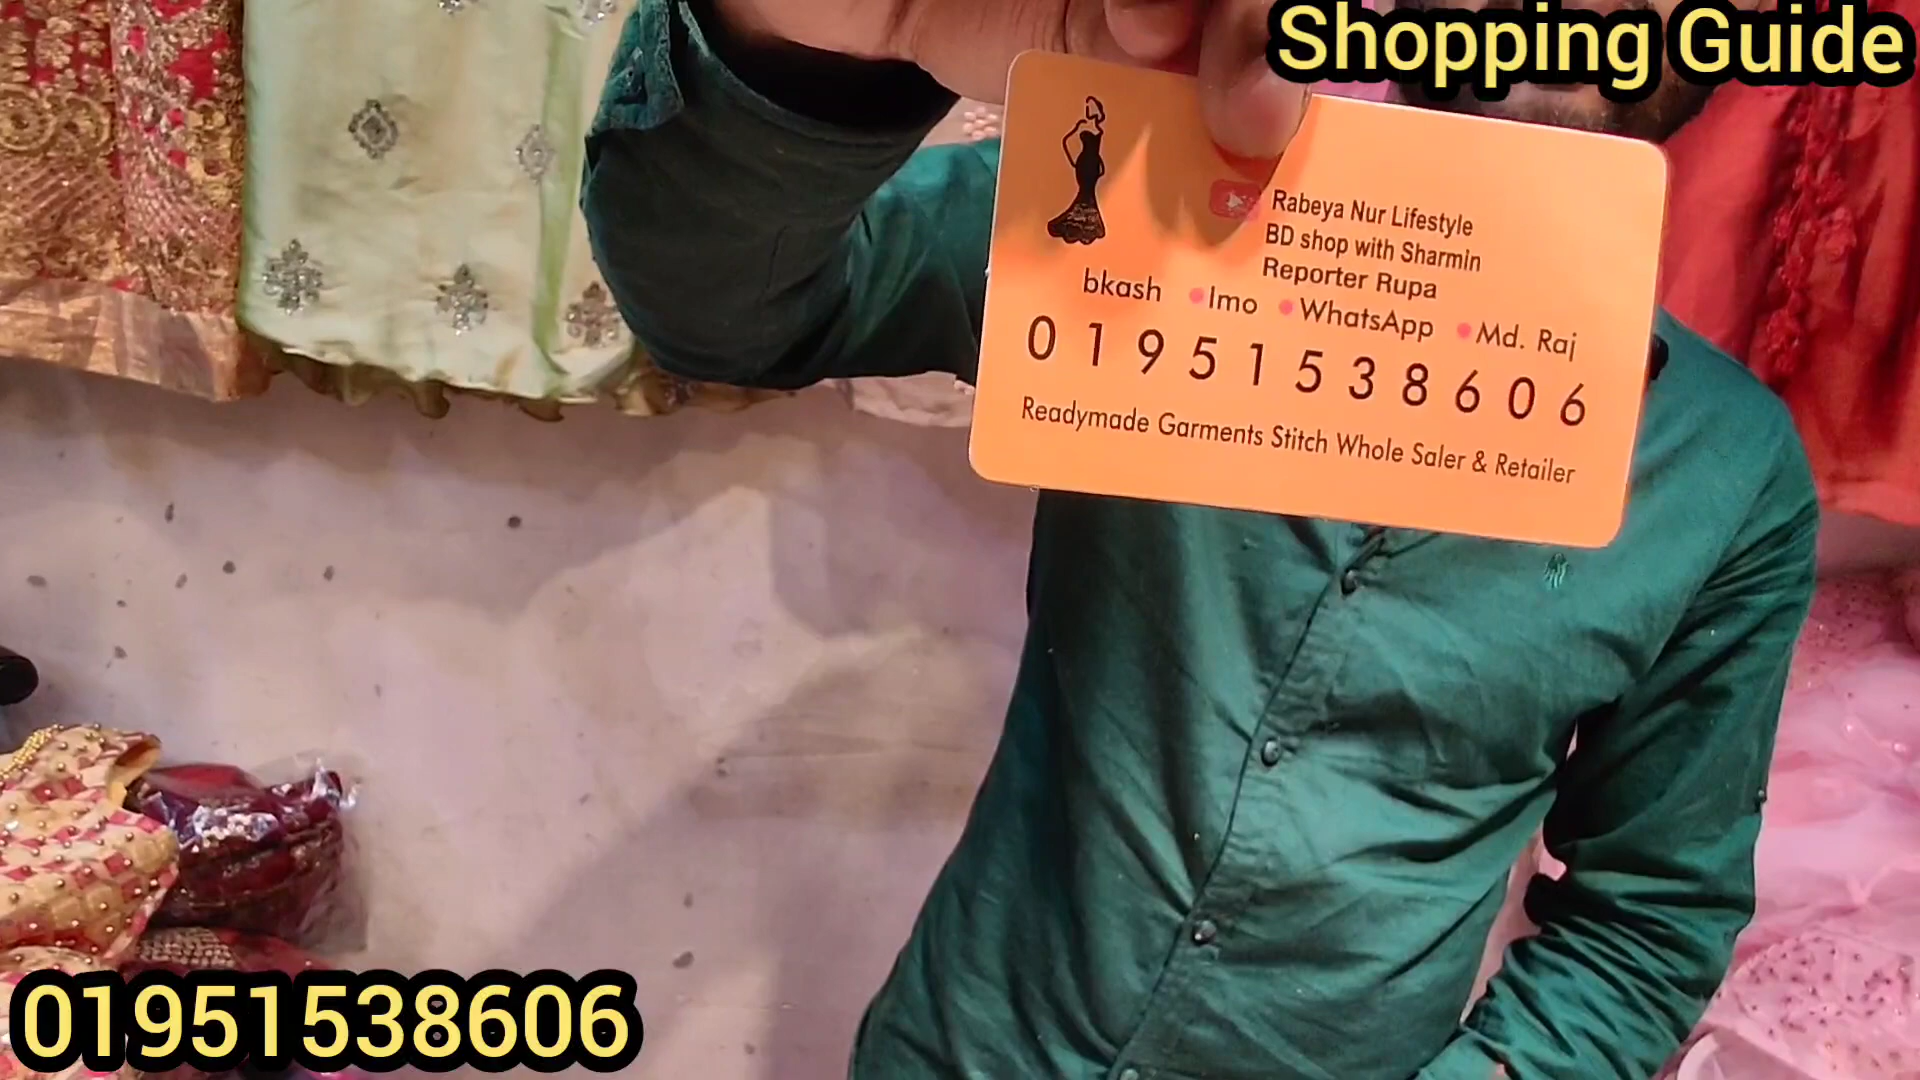 Shopping Guide
Rabeya Nur Lifestyle
BD shop with Sharmin
Reporter Rupa
bkash Imo WhatsApp Md. Raj
01951538606
Readymade Garments Stitch Whole Saler & Retailer
01951538606